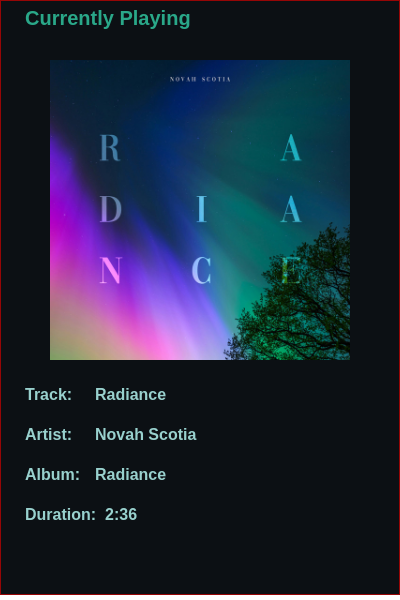 Currently Playing
NOVAH SCOTIA
R A
D I A
N C E
Track: Radiance
Artist: Novah Scotia
Album: Radiance
Duration: 2:36